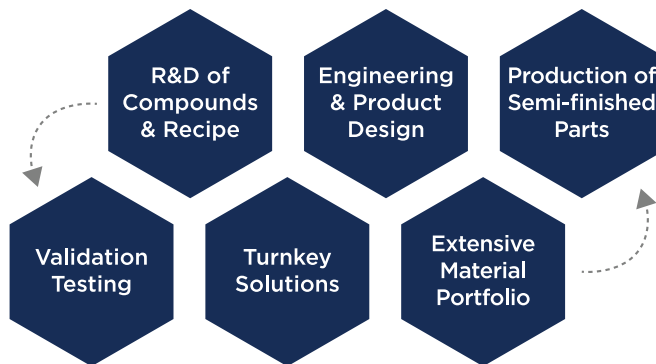 R&D of
Compounds
& Recipe
Engineering
& Product
Design
Production of
Semi-finished
Parts
Validation
Testing
Turnkey
Solutions
Extensive
Material
Portfolio